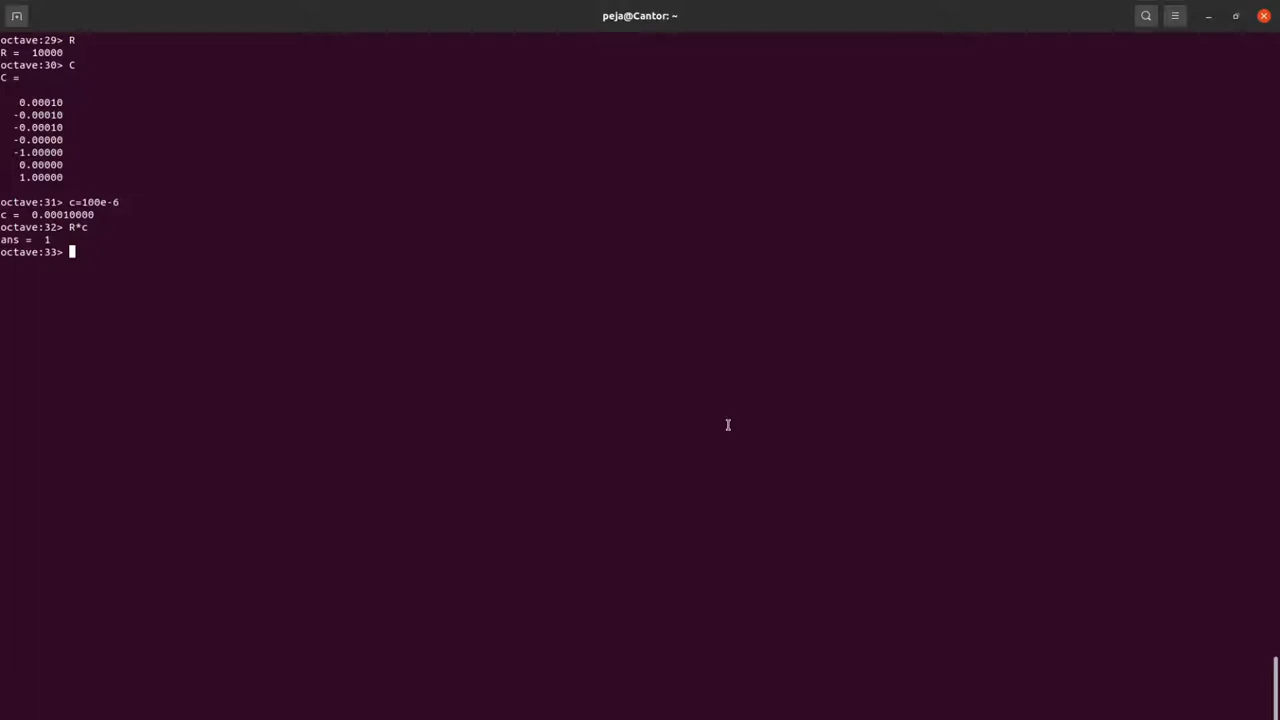 peja@Cantor: ~
octave:29> R
R =  10000
octave:30> C
C =
   0.00010
  -0.00010
  -0.00010
  -0.00000
  -1.00000
   0.00000
   1.00000
octave:31> c=100e-6
c =  0.00010000
octave:32> R*c
ans =  1
octave:33>